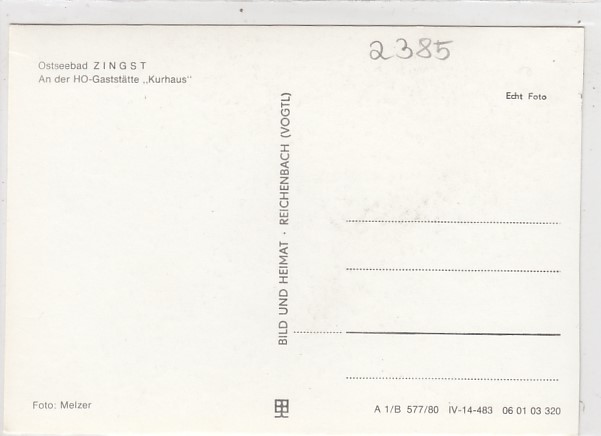 2385
Ostseebad ZINGST
An der HO-Gaststätte „Kurhaus"
Echt Foto
BILD UND HEIMAT · REICHENBACH (VOGTL)
Foto: Melzer
A 1/B 577/80 IV-14-483 06 01 03 320